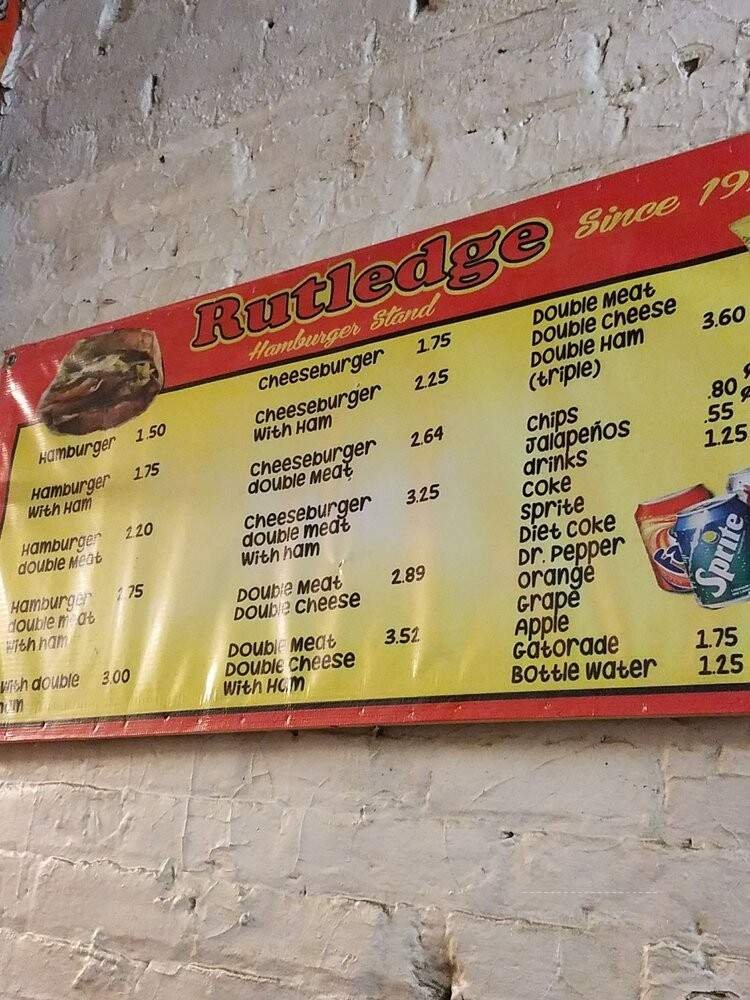 Rutledge
Since 19
Hamburger Stand
Hamburger 1.50
Hamburger 1.75
With Ham
Hamburger 2.20
double Meat
Hamburger 2.75
double meat
With ham
With double 3.00
ham
Cheeseburger 1.75
Cheeseburger 2.25
With Ham
Cheeseburger 2.64
double Meat
Cheeseburger 3.25
double meat
With ham
Double Meat 2.89
Double Cheese
Double Meat 3.52
Double Cheese
With Ham
Double Meat
Double Cheese 3.60
Double Ham
(triple)
Chips .80 ¢
Jalapeños .55 ¢
drinks 1.25
Coke
Sprite
Diet Coke
Dr. Pepper
Orange
Grape
Apple
Gatorade 1.75
Bottle Water 1.25
Sprite